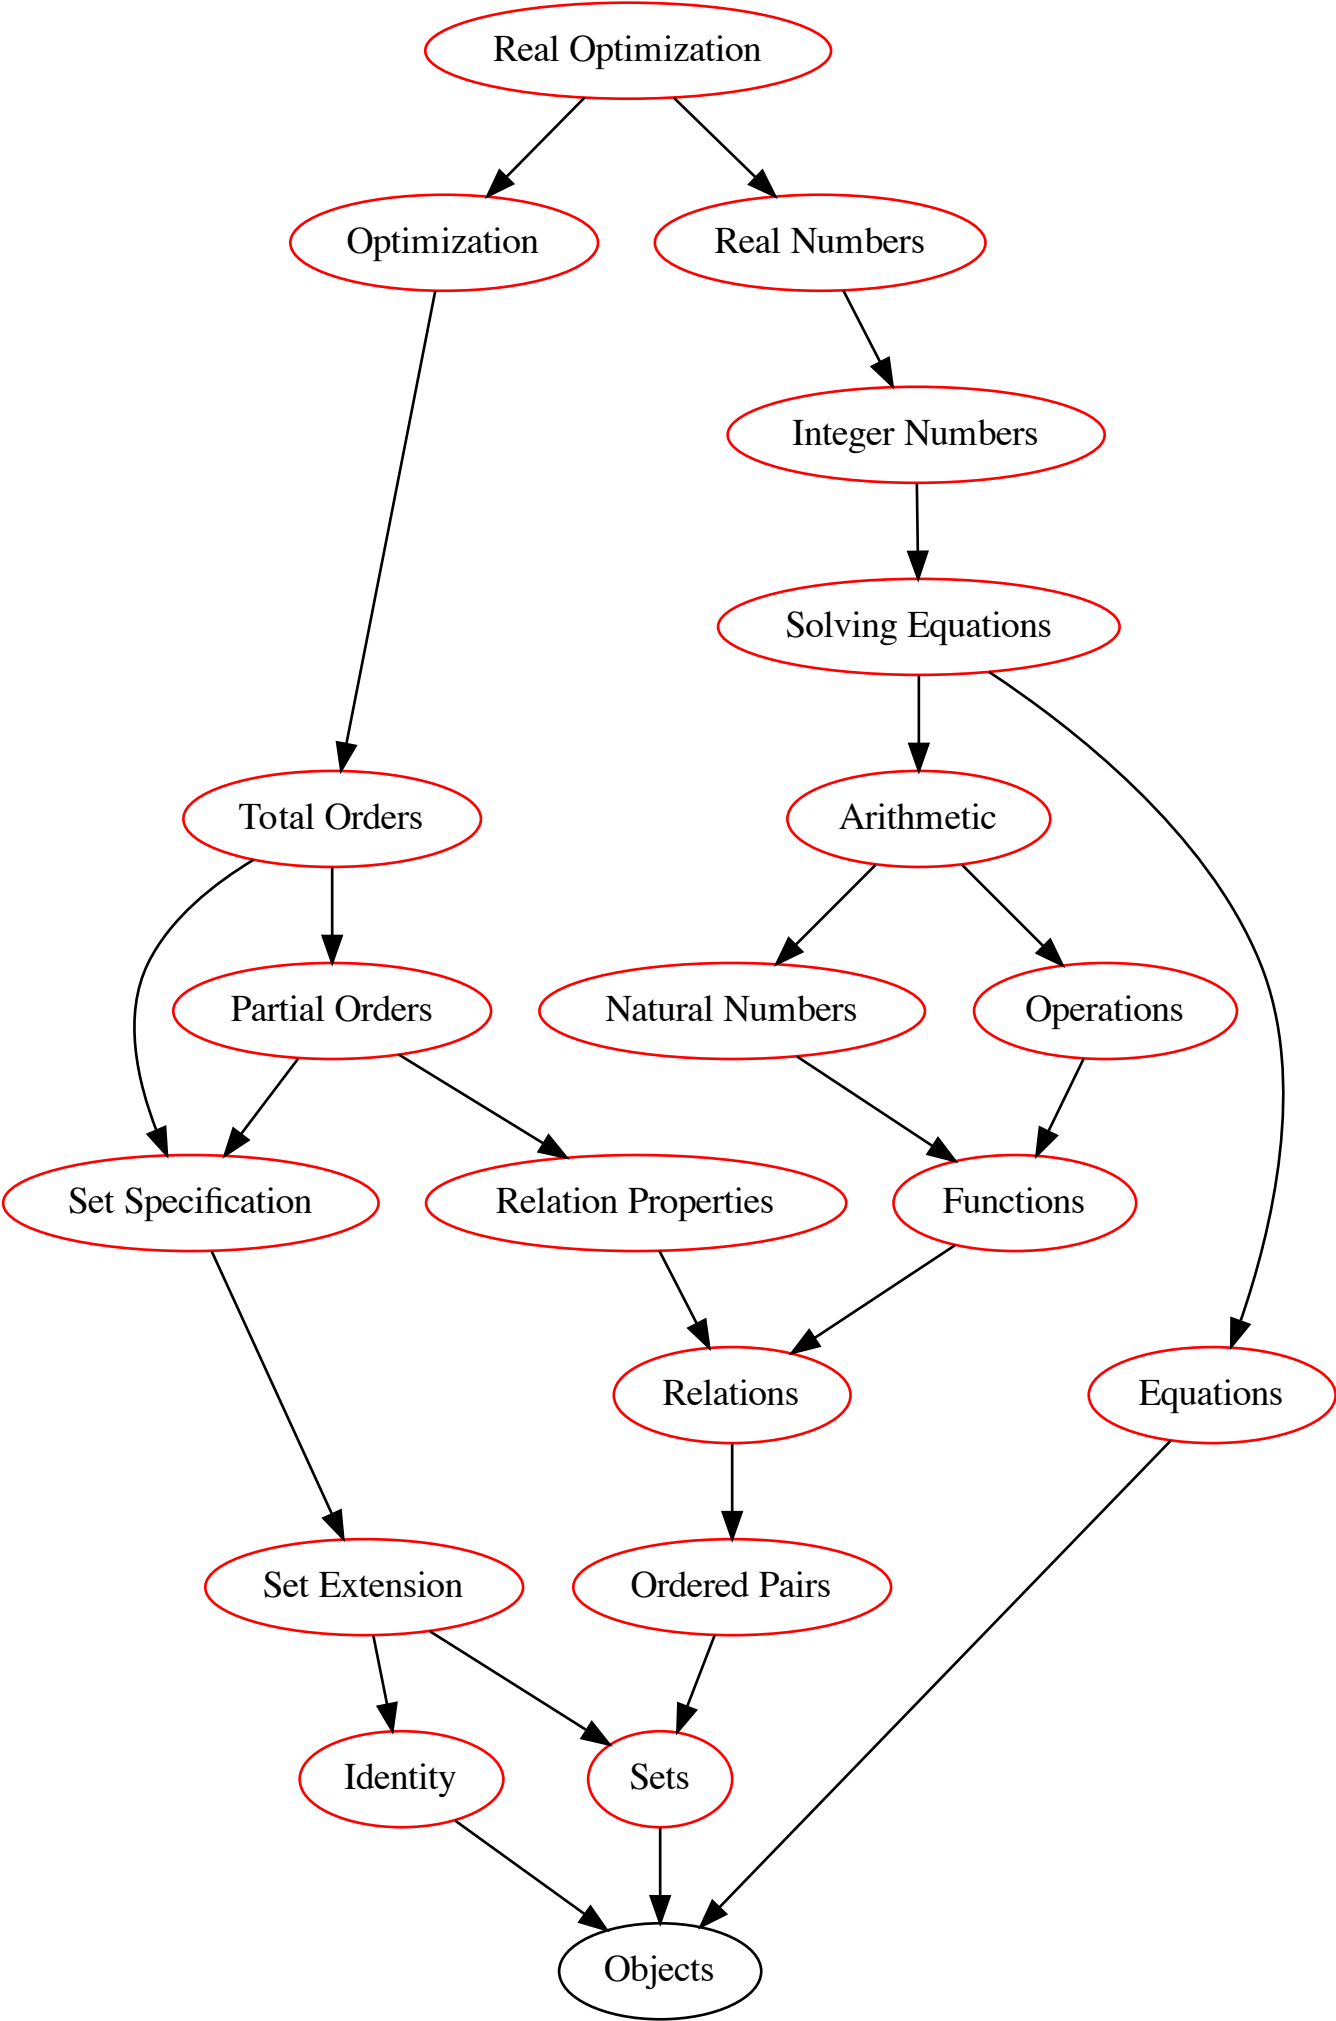 Real Optimization
Optimization
Real Numbers
Integer Numbers
Solving Equations
Total Orders
Arithmetic
Partial Orders
Natural Numbers
Operations
Set Specification
Relation Properties
Functions
Relations
Equations
Set Extension
Ordered Pairs
Identity
Sets
Objects